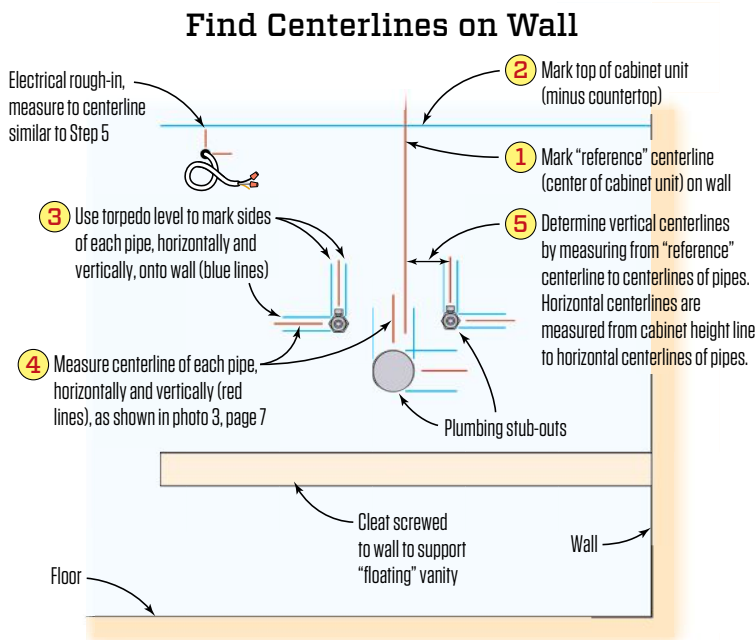 Find Centerlines on Wall
Electrical rough-in,
measure to centerline
similar to Step 5
2 Mark top of cabinet unit
(minus countertop)
1 Mark “reference” centerline
(center of cabinet unit) on wall
3 Use torpedo level to mark sides
of each pipe, horizontally and
vertically, onto wall (blue lines)
5 Determine vertical centerlines
by measuring from “reference”
centerline to centerlines of pipes.
Horizontal centerlines are
measured from cabinet height line
to horizontal centerlines of pipes.
4 Measure centerline of each pipe,
horizontally and vertically (red
lines), as shown in photo 3, page 7
Plumbing stub-outs
Cleat screwed
to wall to support
“floating” vanity
Wall
Floor